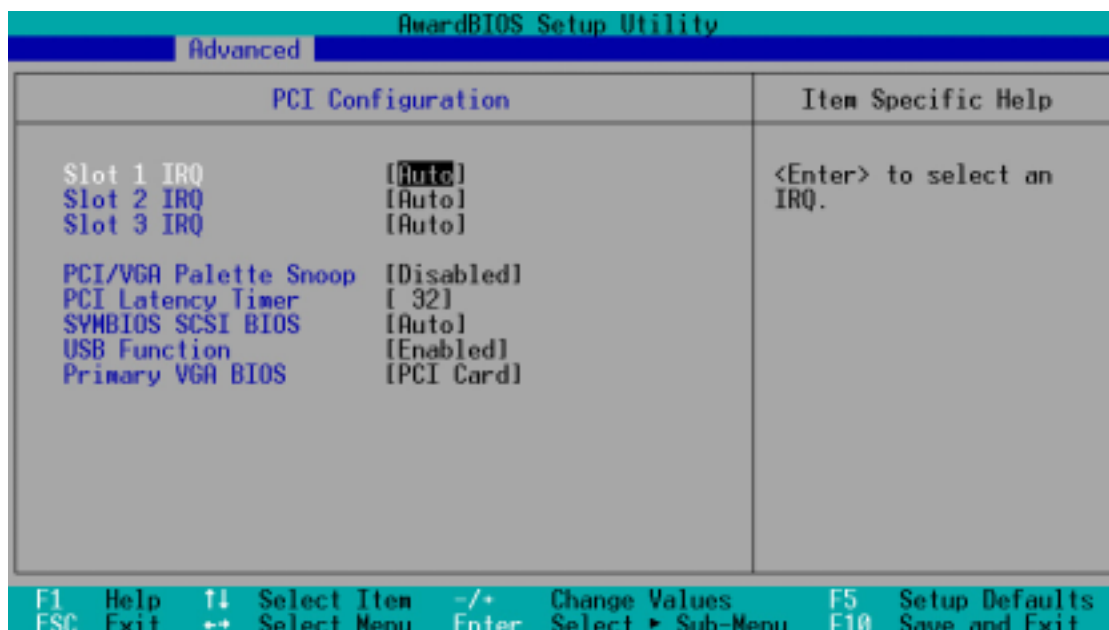 AwardBIOS Setup Utility
Advanced
PCI Configuration
Item Specific Help
Slot 1 IRQ [Auto]
Slot 2 IRQ [Auto]
Slot 3 IRQ [Auto]
PCI/VGA Palette Snoop [Disabled]
PCI Latency Timer [ 32]
SYMBIOS SCSI BIOS [Auto]
USB Function [Enabled]
Primary VGA BIOS [PCI Card]
<Enter> to select an
IRQ.
F1 Help ↑↓ Select Item -/+ Change Values F5 Setup Defaults
ESC Exit ←→ Select Menu Enter Select ► Sub-Menu F10 Save and Exit